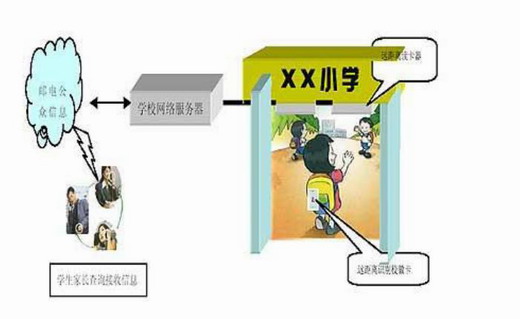 XX小学
远距离读卡器
邮电公
众信息
学校网络服务器
远距离识别校徽卡
学生家长查询接收信息